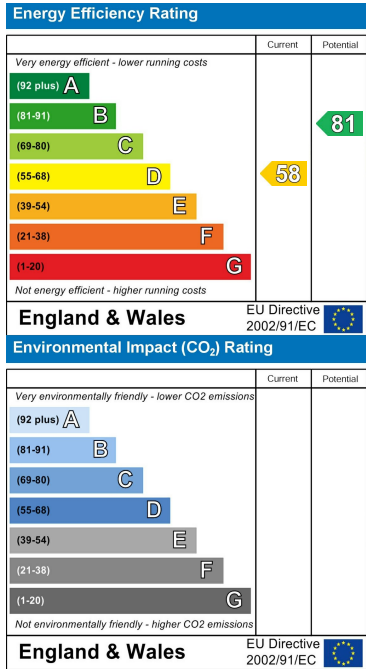 Energy Efficiency Rating
Current Potential
Very energy efficient - lower running costs
(92 plus) A
(81-91) B
81
(69-80) C
(55-68) D
58
(39-54) E
(21-38) F
(1-20) G
Not energy efficient - higher running costs
England & Wales
EU Directive
2002/91/EC
Environmental Impact (CO₂) Rating
Current Potential
Very environmentally friendly - lower CO2 emissions
(92 plus) A
(81-91) B
(69-80) C
(55-68) D
(39-54) E
(21-38) F
(1-20) G
Not environmentally friendly - higher CO2 emissions
England & Wales
EU Directive
2002/91/EC